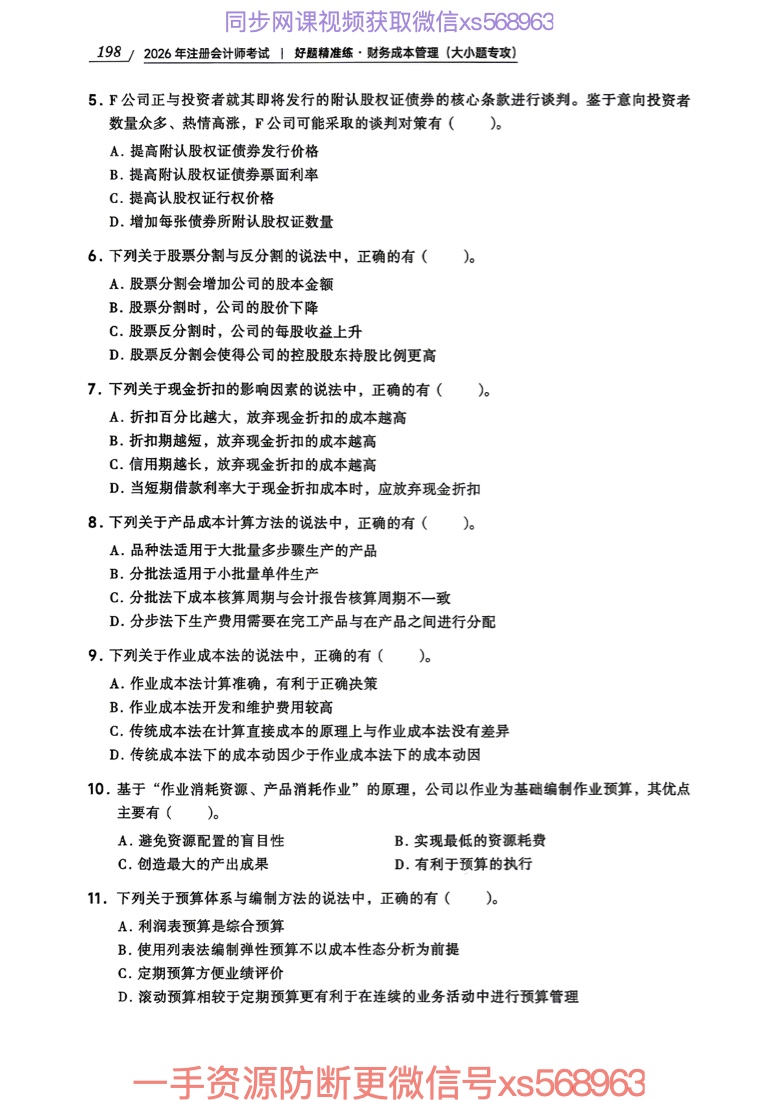 同步网课视频获取微信xs568963
198 / 2026 年注册会计师考试 | 好题精准练·财务成本管理（大小题专攻）
5. F公司正与投资者就其即将发行的附认股权证债券的核心条款进行谈判。鉴于意向投资者
数量众多、热情高涨，F公司可能采取的谈判对策有（　　）。
A. 提高附认股权证债券发行价格
B. 提高附认股权证债券票面利率
C. 提高认股权证行权价格
D. 增加每张债券所附认股权证数量
6. 下列关于股票分割与反分割的说法中，正确的有（　　）。
A. 股票分割会增加公司的股本金额
B. 股票分割时，公司的股价下降
C. 股票反分割时，公司的每股收益上升
D. 股票反分割会使得公司的控股股东持股比例更高
7. 下列关于现金折扣的影响因素的说法中，正确的有（　　）。
A. 折扣百分比越大，放弃现金折扣的成本越高
B. 折扣期越短，放弃现金折扣的成本越高
C. 信用期越长，放弃现金折扣的成本越高
D. 当短期借款利率大于现金折扣成本时，应放弃现金折扣
8. 下列关于产品成本计算方法的说法中，正确的有（　　）。
A. 品种法适用于大批量多步骤生产的产品
B. 分批法适用于小批量单件生产
C. 分批法下成本核算周期与会计报告核算周期不一致
D. 分步法下生产费用需要在完工产品与在产品之间进行分配
9. 下列关于作业成本法的说法中，正确的有（　　）。
A. 作业成本法计算准确，有利于正确决策
B. 作业成本法开发和维护费用较高
C. 传统成本法在计算直接成本的原理上与作业成本法没有差异
D. 传统成本法下的成本动因少于作业成本法下的成本动因
10. 基于“作业消耗资源、产品消耗作业”的原理，公司以作业为基础编制作业预算，其优点
主要有（　　）。
A. 避免资源配置的盲目性　　B. 实现最低的资源耗费
C. 创造最大的产出成果　　D. 有利于预算的执行
11. 下列关于预算体系与编制方法的说法中，正确的有（　　）。
A. 利润表预算是综合预算
B. 使用列表法编制弹性预算不以成本性态分析为前提
C. 定期预算方便业绩评价
D. 滚动预算相较于定期预算更有利于在连续的业务活动中进行预算管理
一手资源防断更微信号xs568963